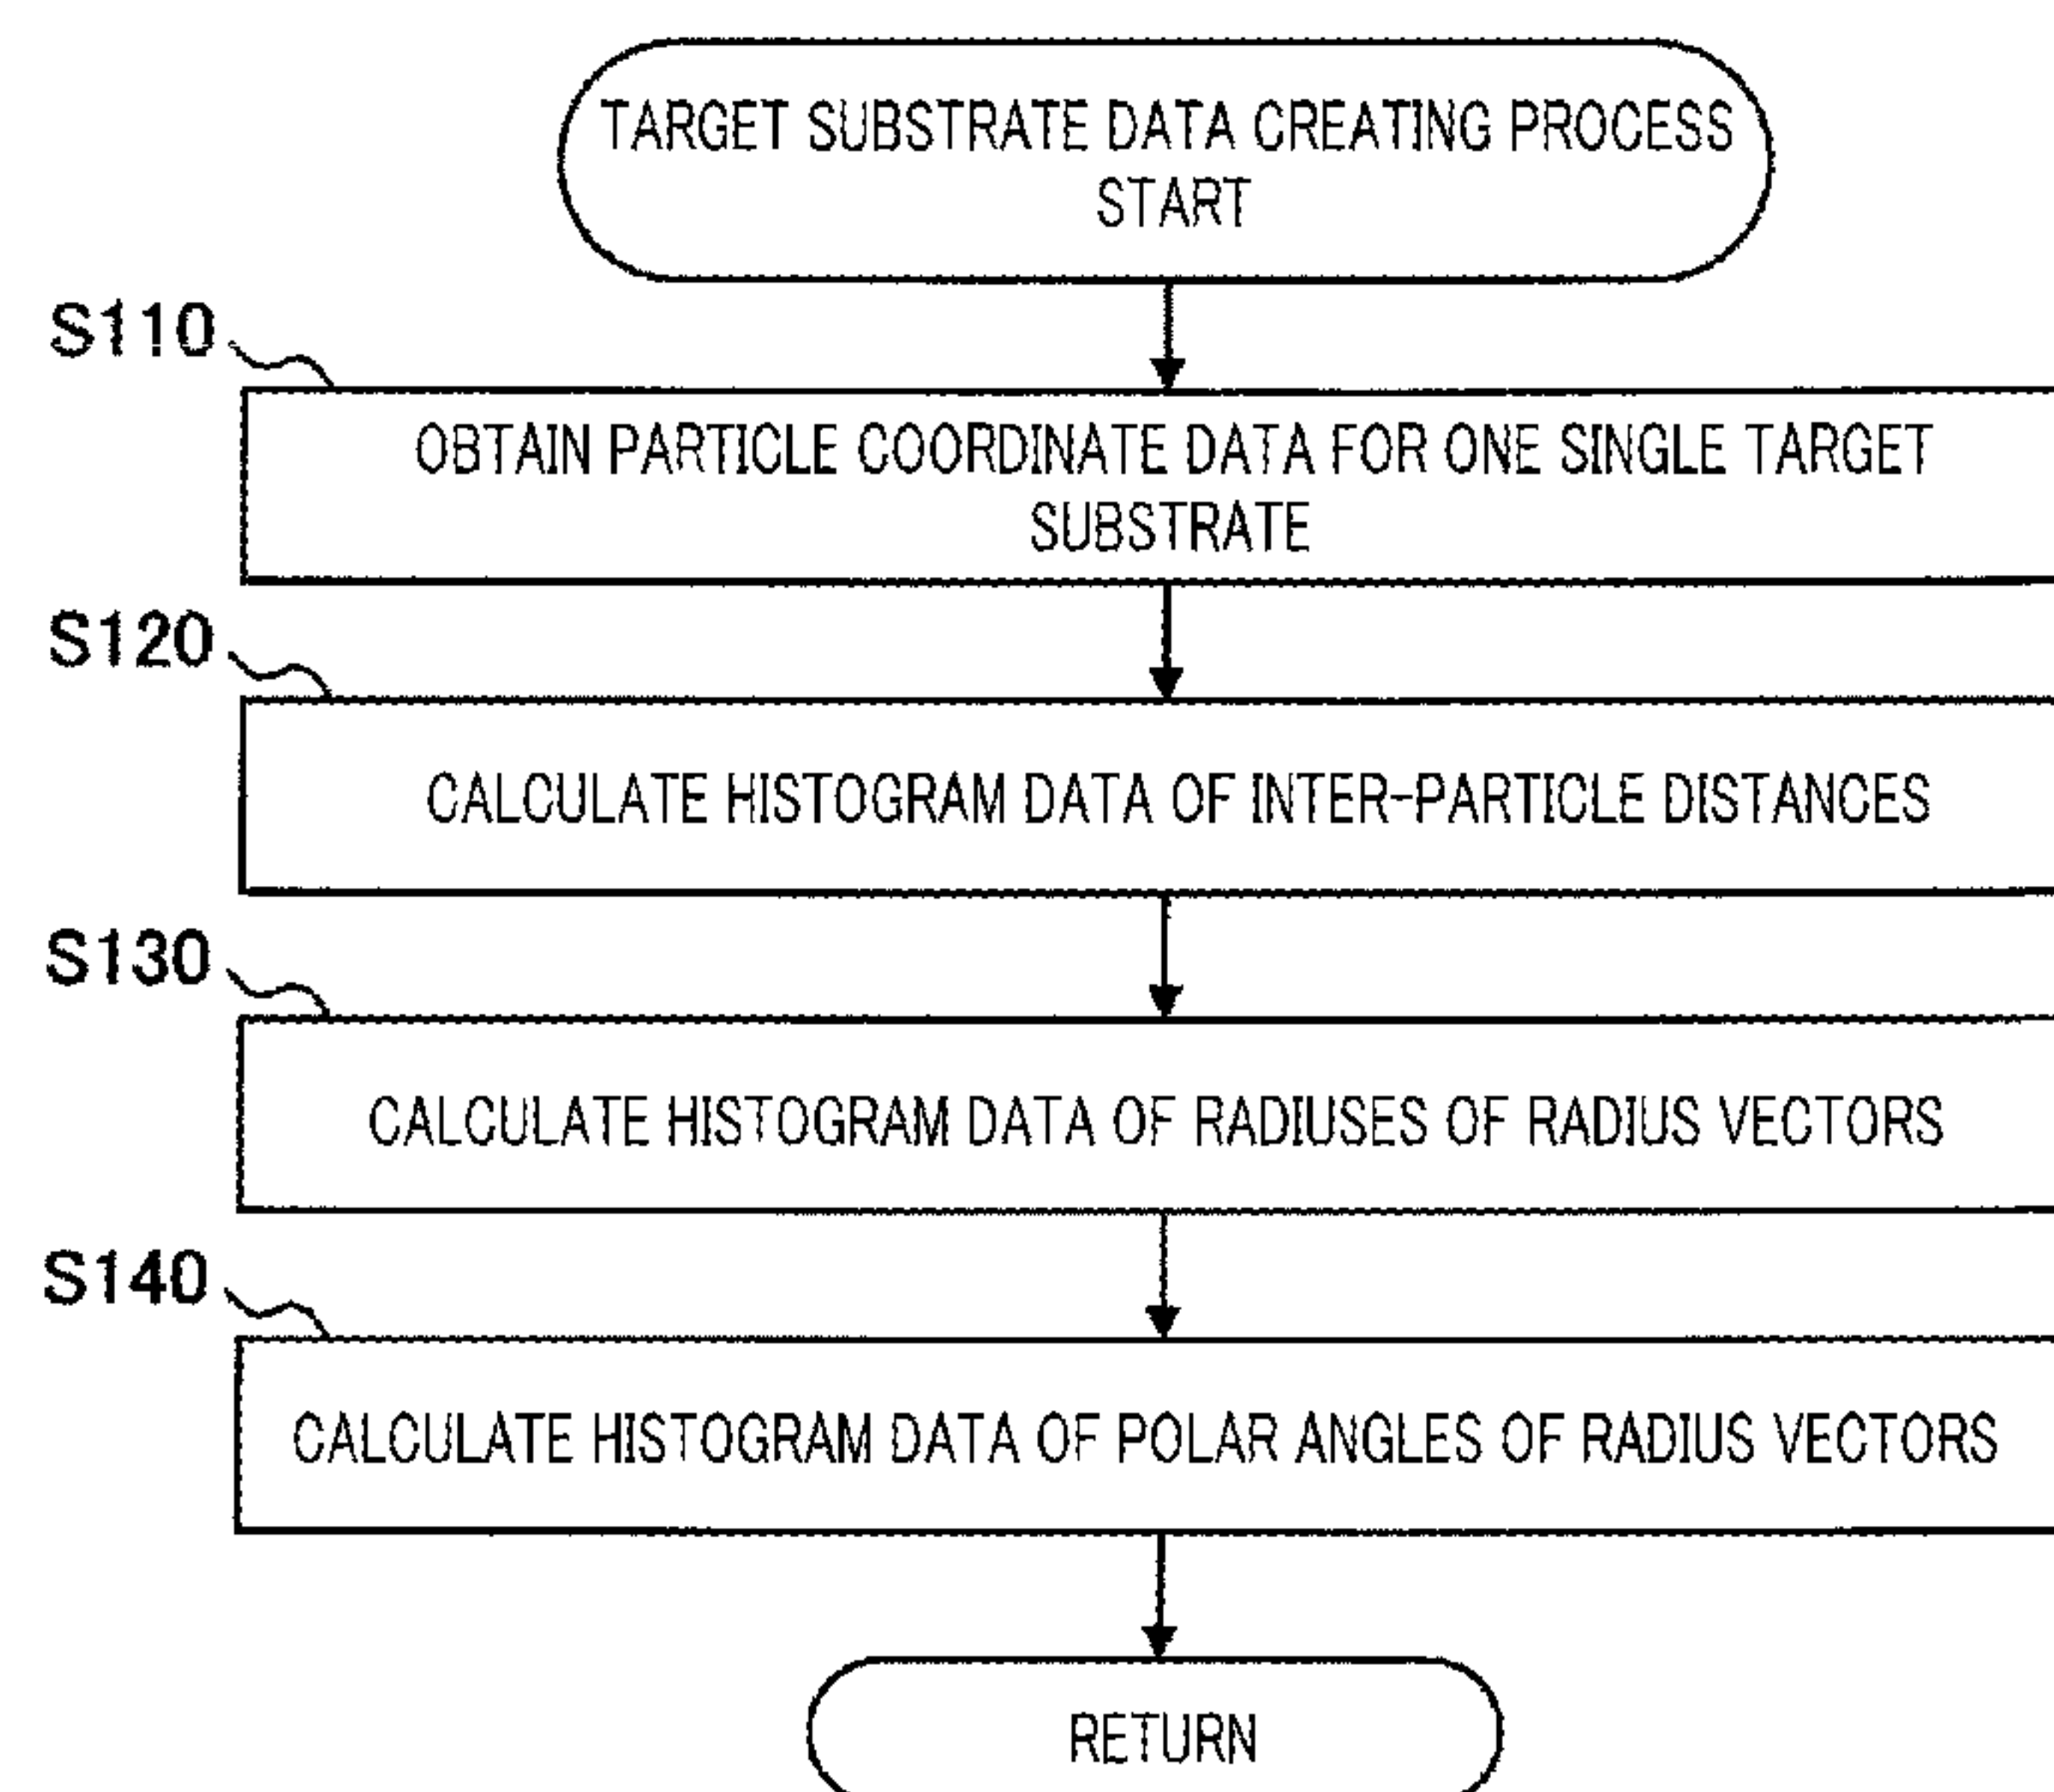 TARGET SUBSTRATE DATA CREATING PROCESS
START
S110
OBTAIN PARTICLE COORDINATE DATA FOR ONE SINGLE TARGET
SUBSTRATE
S120
CALCULATE HISTOGRAM DATA OF INTER-PARTICLE DISTANCES
S130
CALCULATE HISTOGRAM DATA OF RADIUSES OF RADIUS VECTORS
S140
CALCULATE HISTOGRAM DATA OF POLAR ANGLES OF RADIUS VECTORS
RETURN